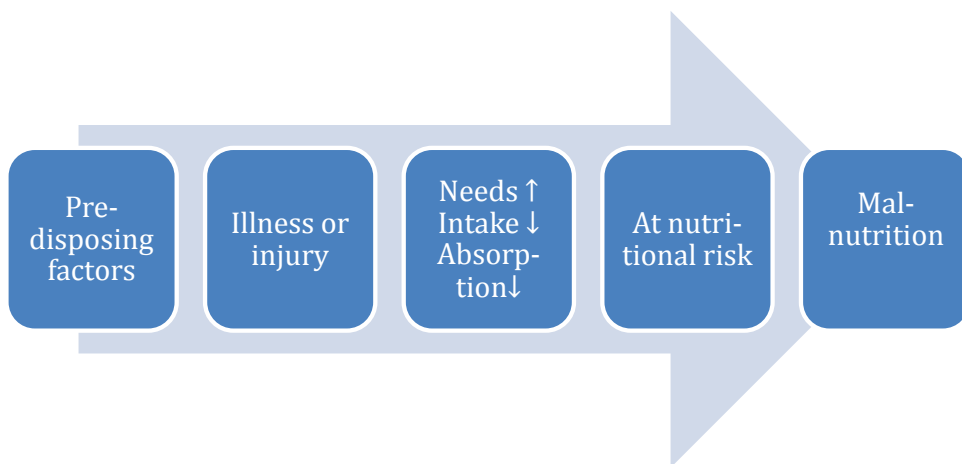 Pre-
disposing
factors
Illness or
injury
Needs ↑
Intake ↓
Absorp-
tion↓
At nutri-
tional risk
Mal-
nutrition